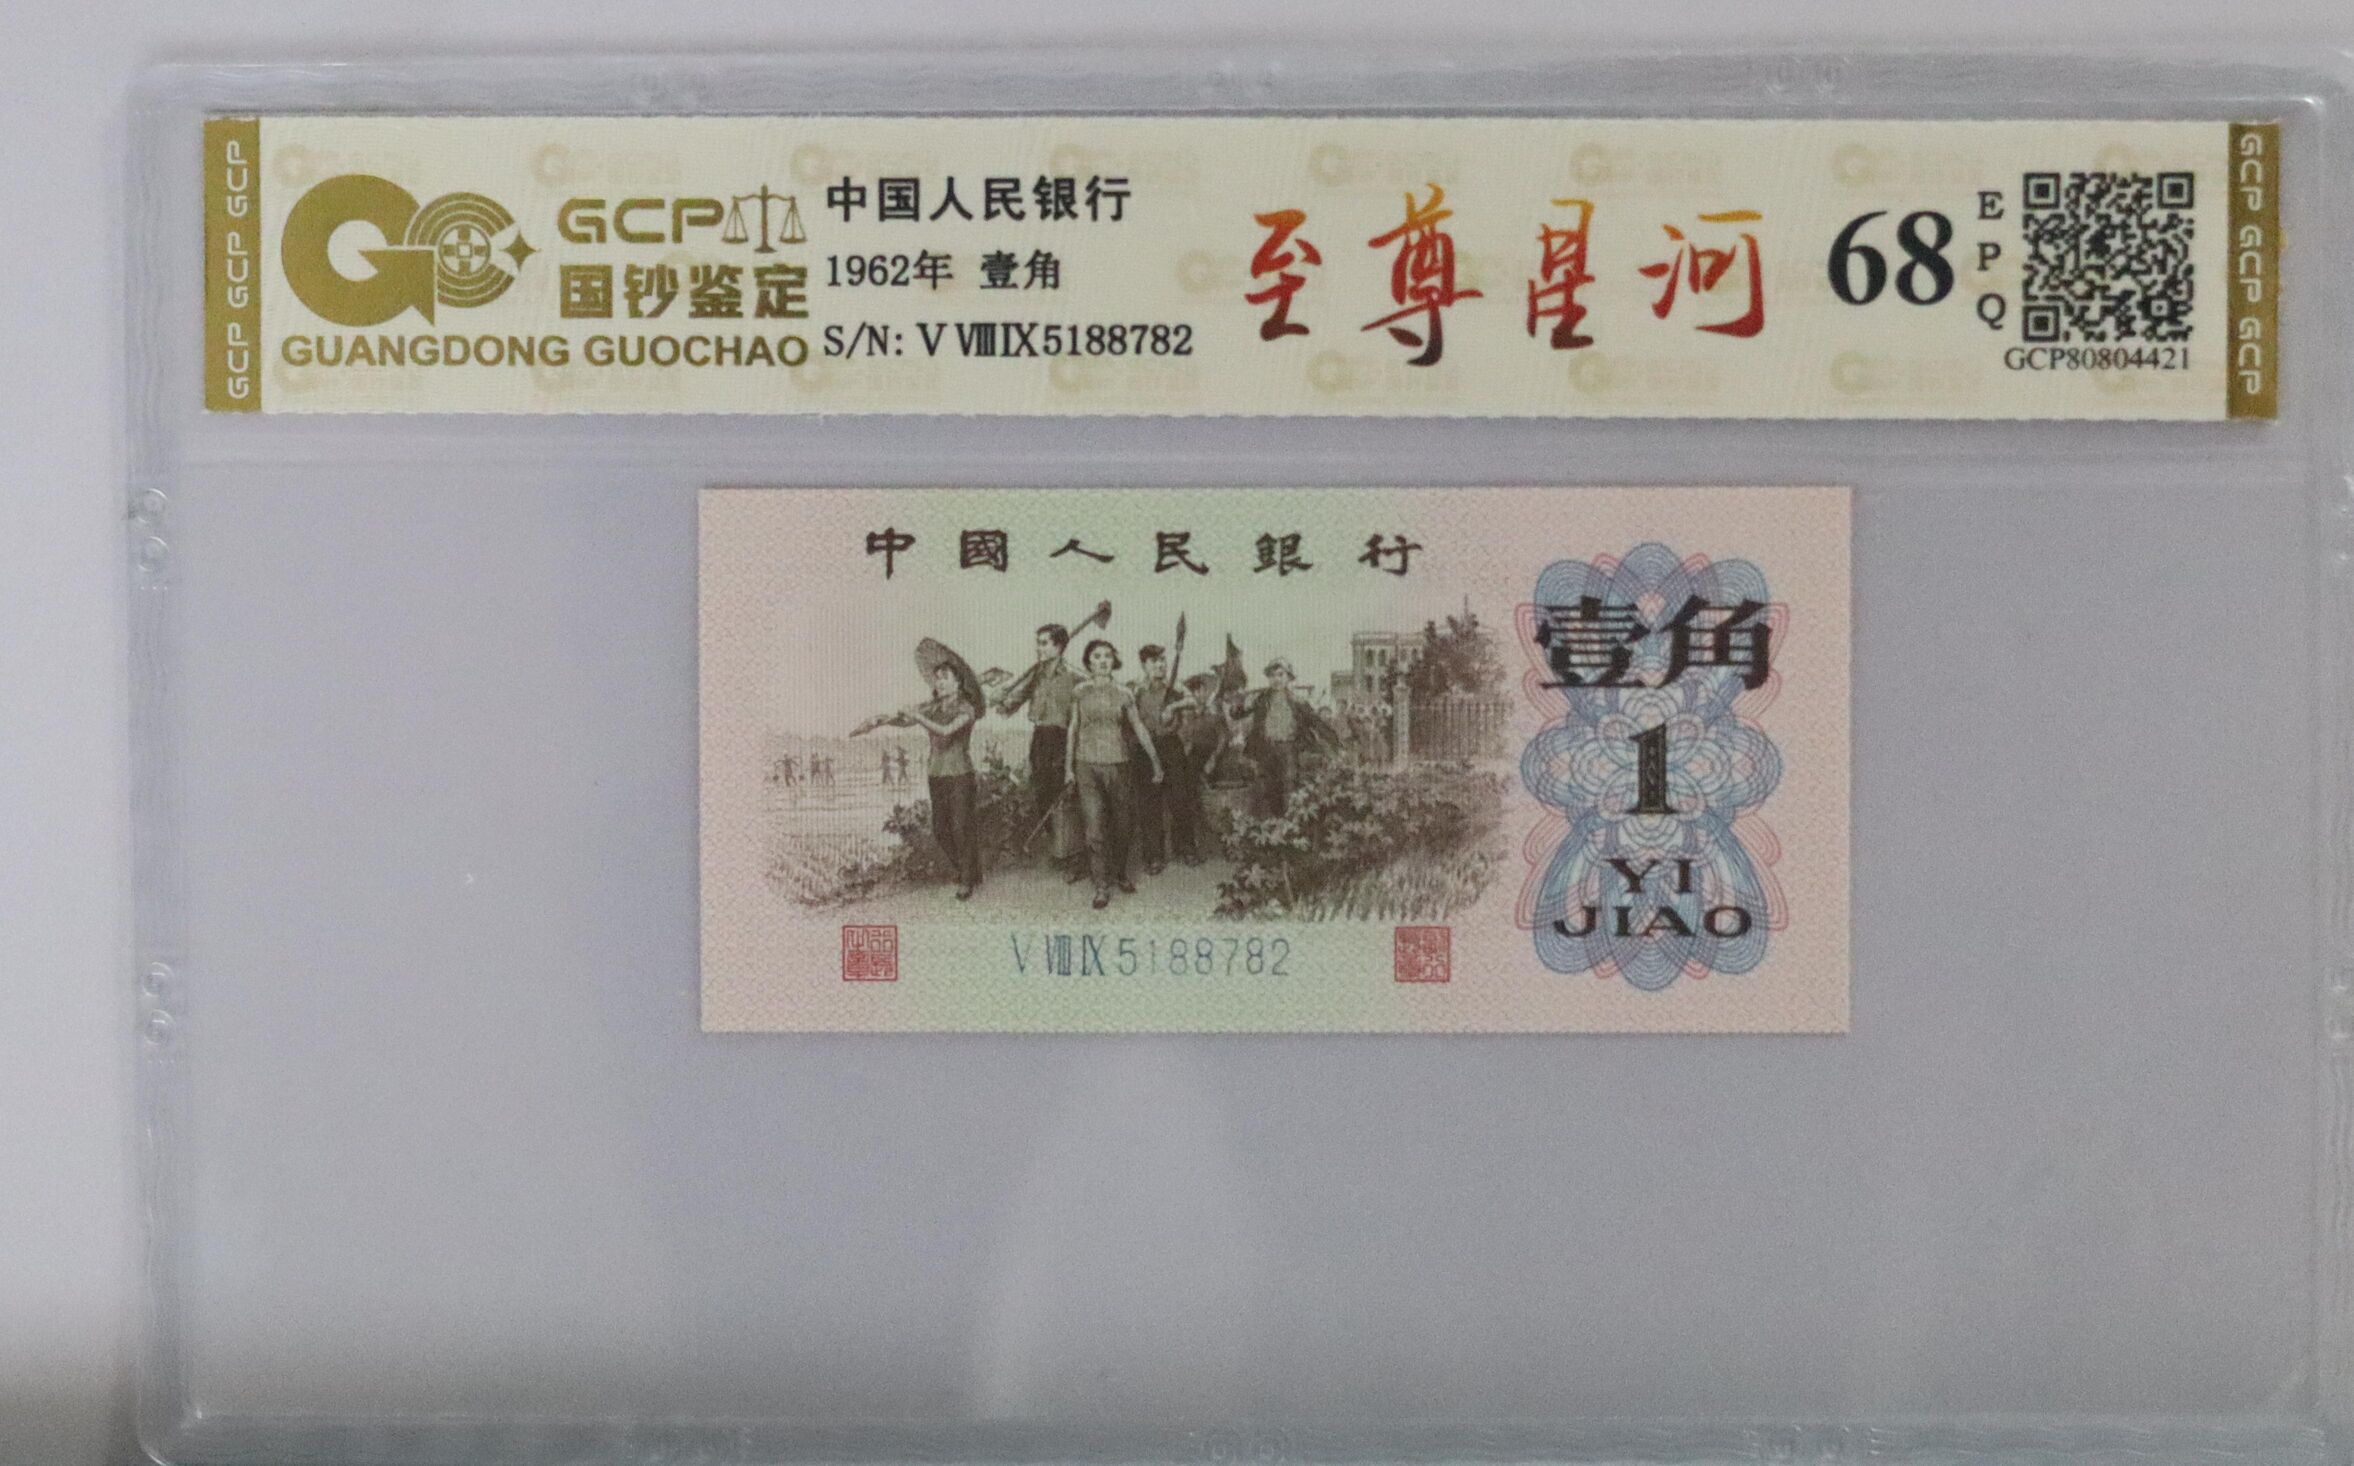 GCP GCP GCP
GCP
国钞鉴定
GUANGDONG GUOCHAO
中国人民银行
1962年 壹角
S/N: V VIII IX 5188782
至尊星河
68
EPQ
GCP80804421
GCP GCP GCP
中國人民銀行
壹角
1
YI
JIAO
V VIII IX 5188782